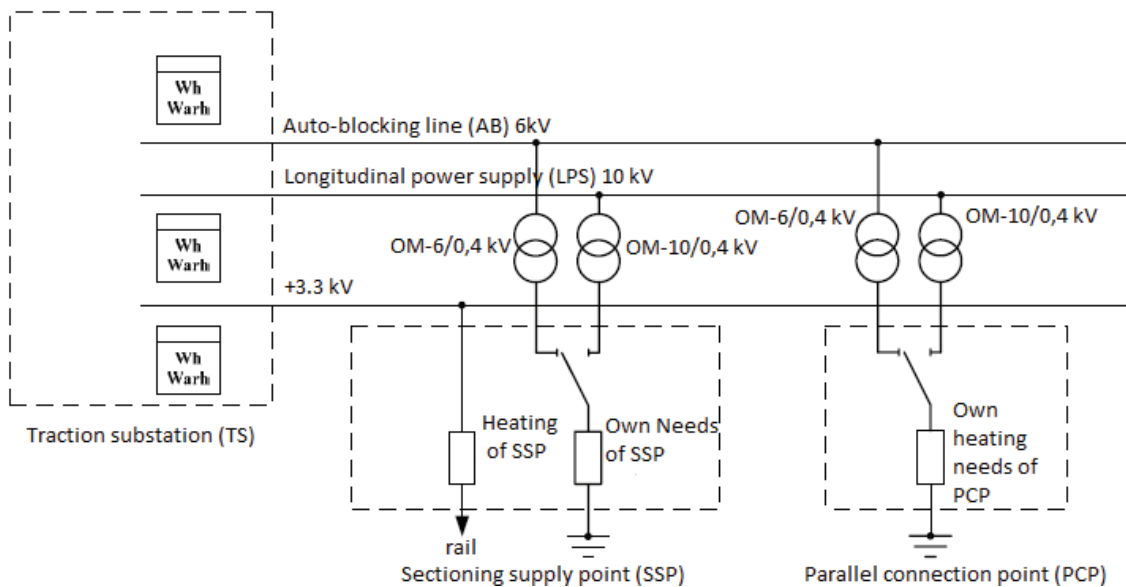 Wh
Warh
Auto-blocking line (AB) 6kV
Longitudinal power supply (LPS) 10 kV
Wh
Warh
OM-6/0,4 kV
OM-10/0,4 kV
OM-6/0,4 kV
OM-10/0,4 kV
+3.3 kV
Wh
Warh
Traction substation (TS)
Heating
of SSP
Own Needs
of SSP
Own
heating
needs of
PCP
rail
Sectioning supply point (SSP)
Parallel connection point (PCP)